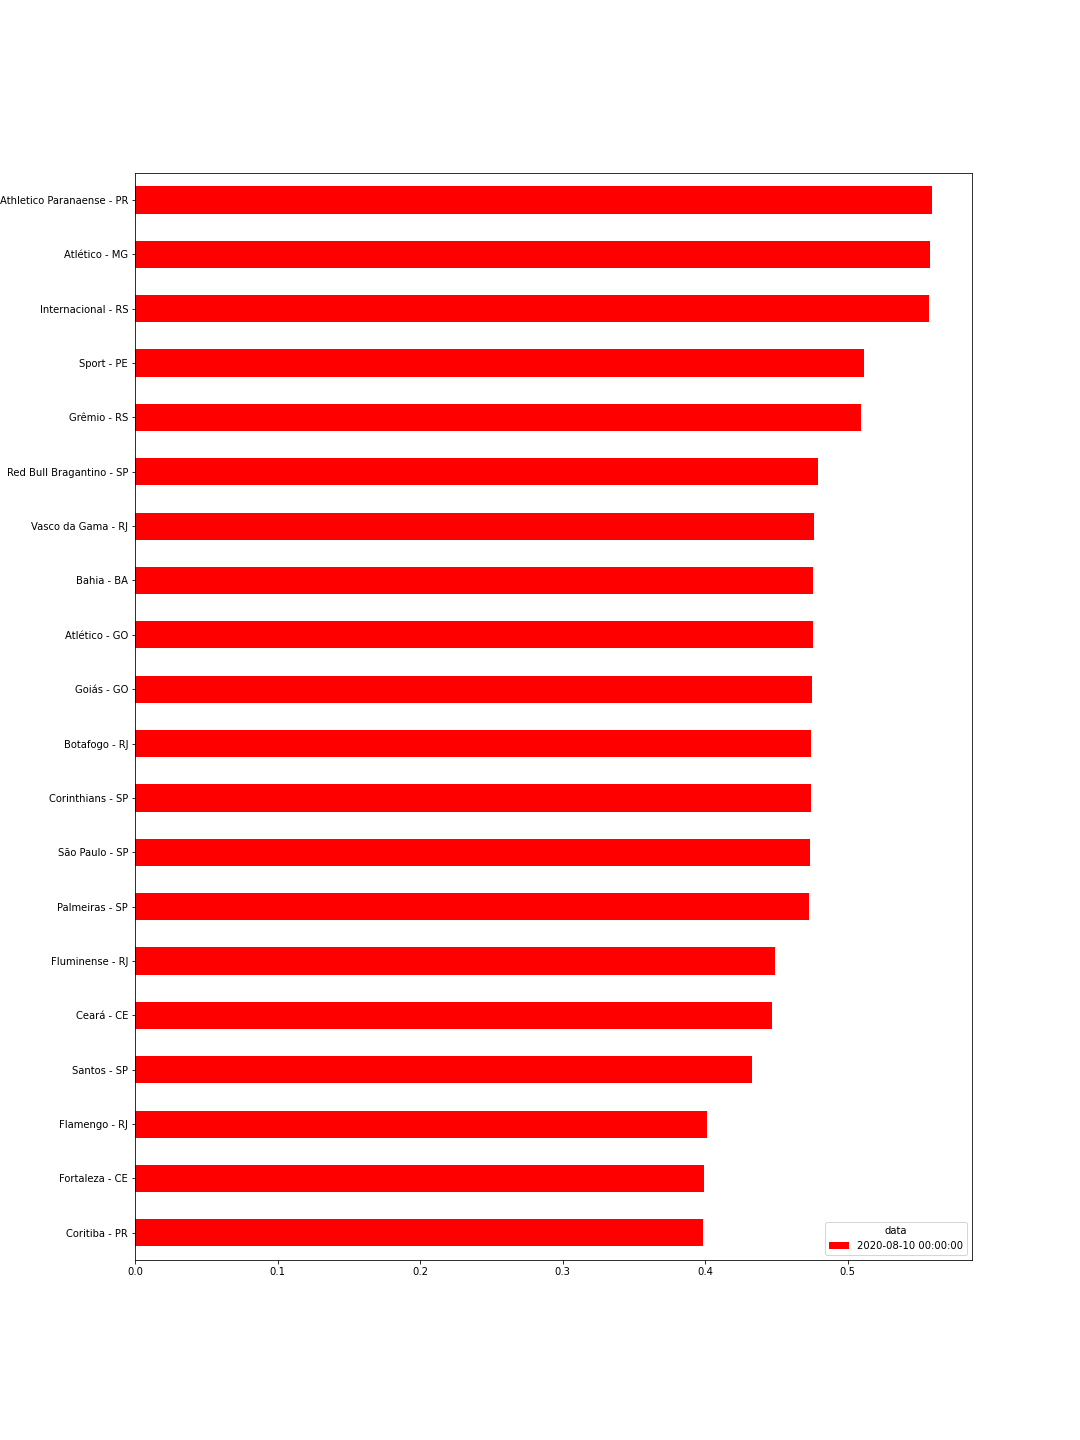 Athletico Paranaense - PR
Atlético - MG
Internacional - RS
Sport - PE
Grêmio - RS
Red Bull Bragantino - SP
Vasco da Gama - RJ
Bahia - BA
Atlético - GO
Goiás - GO
Botafogo - RJ
Corinthians - SP
São Paulo - SP
Palmeiras - SP
Fluminense - RJ
Ceará - CE
Santos - SP
Flamengo - RJ
Fortaleza - CE
Coritiba - PR
data
2020-08-10 00:00:00
0.0 0.1 0.2 0.3 0.4 0.5